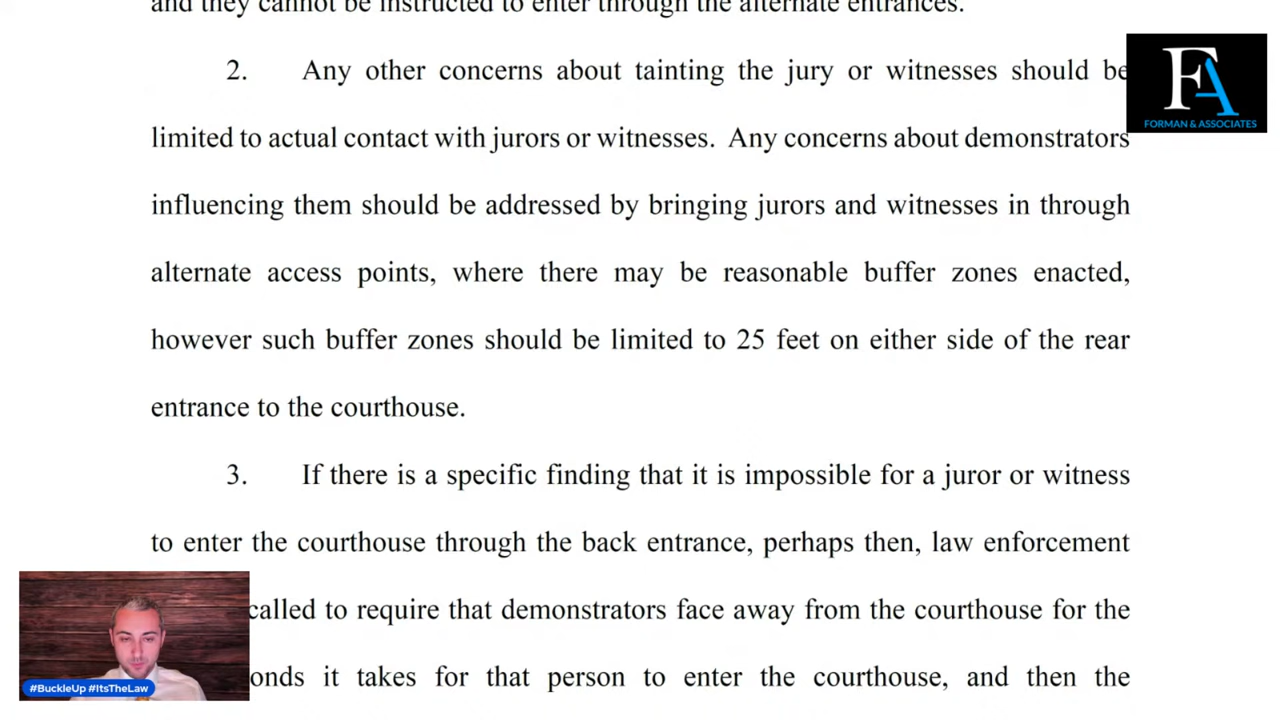 and they cannot be instructed to enter through the alternate entrances.
2. Any other concerns about tainting the jury or witnesses should be
limited to actual contact with jurors or witnesses. Any concerns about demonstrators
influencing them should be addressed by bringing jurors and witnesses in through
alternate access points, where there may be reasonable buffer zones enacted,
however such buffer zones should be limited to 25 feet on either side of the rear
entrance to the courthouse.
3. If there is a specific finding that it is impossible for a juror or witness
to enter the courthouse through the back entrance, perhaps then, law enforcement
called to require that demonstrators face away from the courthouse for the
onds it takes for that person to enter the courthouse, and then the
FA
FORMAN & ASSOCIATES
#BuckleUp #ItsTheLaw